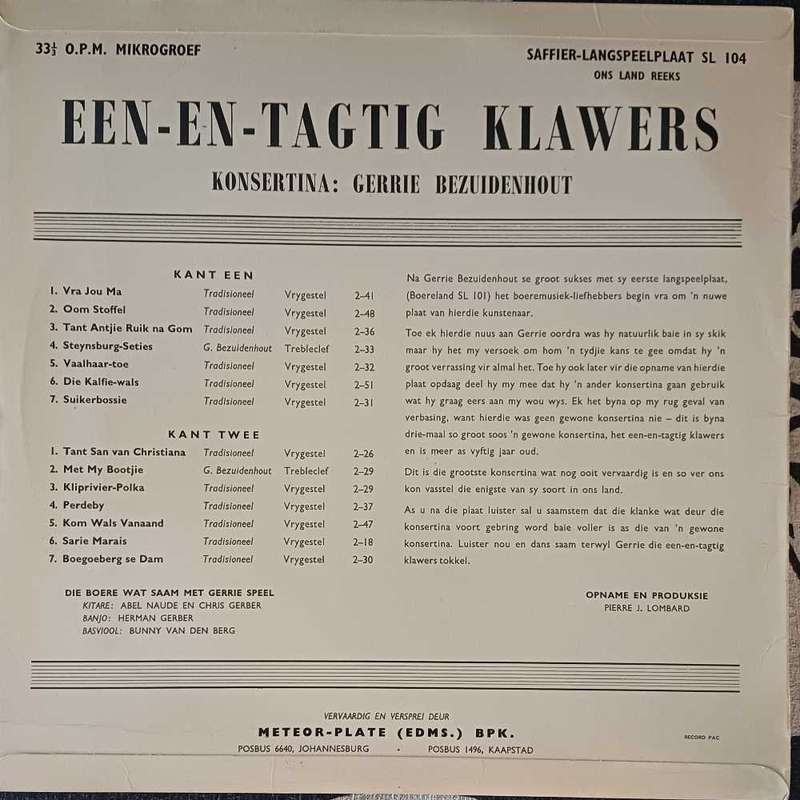 33⅓ O.P.M. MIKROGROEF
SAFFIER-LANGSPEELPLAAT SL 104
ONS LAND REEKS
EEN-EN-TAGTIG KLAWERS
KONSERTINA: GERRIE BEZUIDENHOUT
KANT EEN
1. Vra Jou Ma Tradisioneel Vrygestel 2–41
2. Oom Stoffel Tradisioneel Vrygestel 2–48
3. Tant Antjie Ruik na Gom Tradisioneel Vrygestel 2–36
4. Steynsburg-Seties G. Bezuidenhout Trebleclef 2–33
5. Vaalhaar-toe Tradisioneel Vrygestel 2–32
6. Die Kalfie-wals Tradisioneel Vrygestel 2–51
7. Suikerbossie Tradisioneel Vrygestel 2–31
KANT TWEE
1. Tant San van Christiana Tradisioneel Vrygestel 2–26
2. Met My Bootjie G. Bezuidenhout Trebleclef 2–29
3. Kliprivier-Polka Tradisioneel Vrygestel 2–29
4. Perdeby Tradisioneel Vrygestel 2–37
5. Kom Wals Vanaand Tradisioneel Vrygestel 2–47
6. Sarie Marais Tradisioneel Vrygestel 2–18
7. Boegoeberg se Dam Tradisioneel Vrygestel 2–30
DIE BOERE WAT SAAM MET GERRIE SPEEL
KITARE: ABEL NAUDE EN CHRIS GERBER
BANJO: HERMAN GERBER
BASVIOOL: BUNNY VAN DEN BERG
Na Gerrie Bezuidenhout se groot sukses met sy eerste langspeelplaat,
(Boereland SL 101) het boeremusiek-liefhebbers begin vra om 'n nuwe
plaat van hierdie kunstenaar.
Toe ek hierdie nuus aan Gerrie oordra was hy natuurlik baie in sy skik
maar hy het my versoek om hom 'n tydjie kans te gee omdat hy 'n
groot verrassing vir almal het. Toe hy ook later vir die opname van hierdie
plaat opdaag deel hy my mee dat hy 'n ander konsertina gaan gebruik
wat hy graag eers aan my wou wys. Ek het byna op my rug geval van
verbasing, want hierdie was geen gewone konsertina nie – dit is byna
drie-maal so groot soos 'n gewone konsertina, het een-en-tagtig klawers
en is meer as vyftig jaar oud.
Dit is die grootste konsertina wat nog ooit vervaardig is en so ver ons
kon vasstel die enigste van sy soort in ons land.
As u na die plaat luister sal u saamstem dat die klanke wat deur die
konsertina voort gebring word baie voller is as die van 'n gewone
konsertina. Luister nou en dans saam terwyl Gerrie die een-en-tagtig
klawers tokkel.
OPNAME EN PRODUKSIE
PIERRE J. LOMBARD
VERVAARDIG EN VERSPREI DEUR
METEOR-PLATE (EDMS.) BPK.
POSBUS 6640, JOHANNESBURG • POSBUS 1496, KAAPSTAD
RECORD PAC